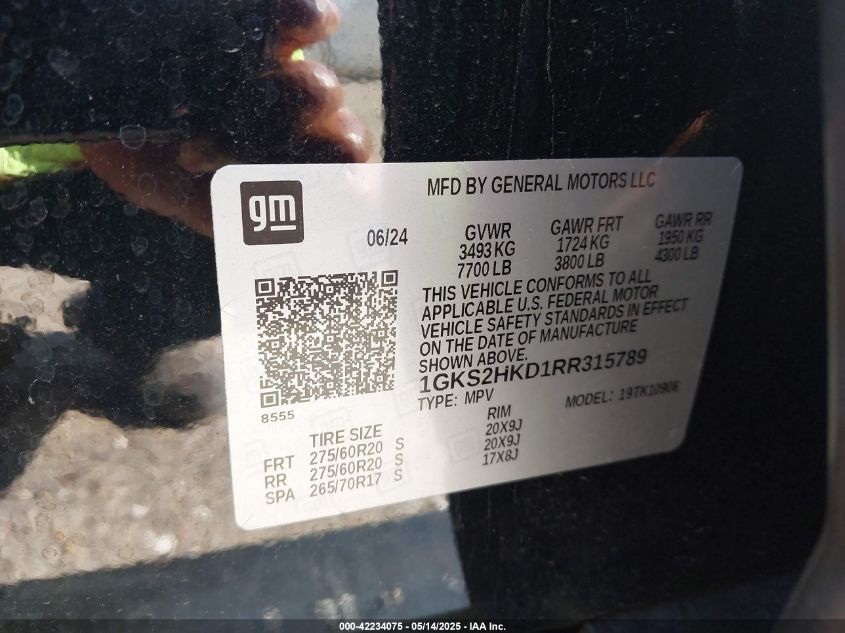 gm
MFD BY GENERAL MOTORS LLC
06/24
GVWR GAWR FRT GAWR RR
3493 KG 1724 KG 1950 KG
7700 LB 3800 LB 4300 LB
THIS VEHICLE CONFORMS TO ALL
APPLICABLE U.S. FEDERAL MOTOR
VEHICLE SAFETY STANDARDS IN EFFECT
ON THE DATE OF MANUFACTURE
SHOWN ABOVE.
1GKS2HKD1RR315789
TYPE: MPV MODEL: 19TK10906
8555
TIRE SIZE RIM
FRT 275/60R20 S 20X9J
RR 275/60R20 S 20X9J
SPA 265/70R17 S 17X8J
000-42234075 — 05/14/2025 — IAA Inc.